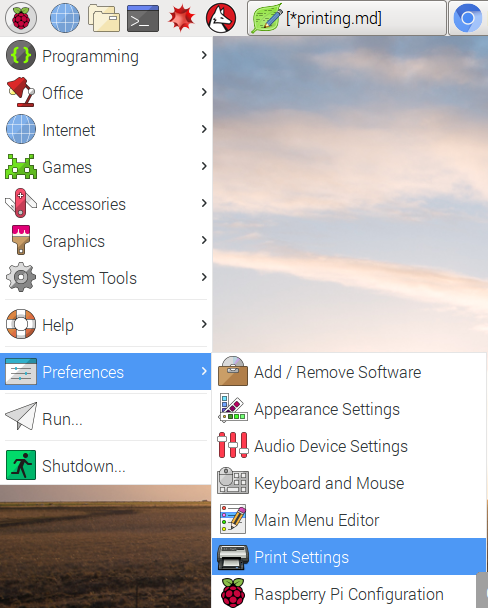 [*printing.md]
Programming
Office
Internet
Games
Accessories
Graphics
System Tools
Help
Preferences
Run...
Shutdown...
Add / Remove Software
Appearance Settings
Audio Device Settings
Keyboard and Mouse
Main Menu Editor
Print Settings
Raspberry Pi Configuration